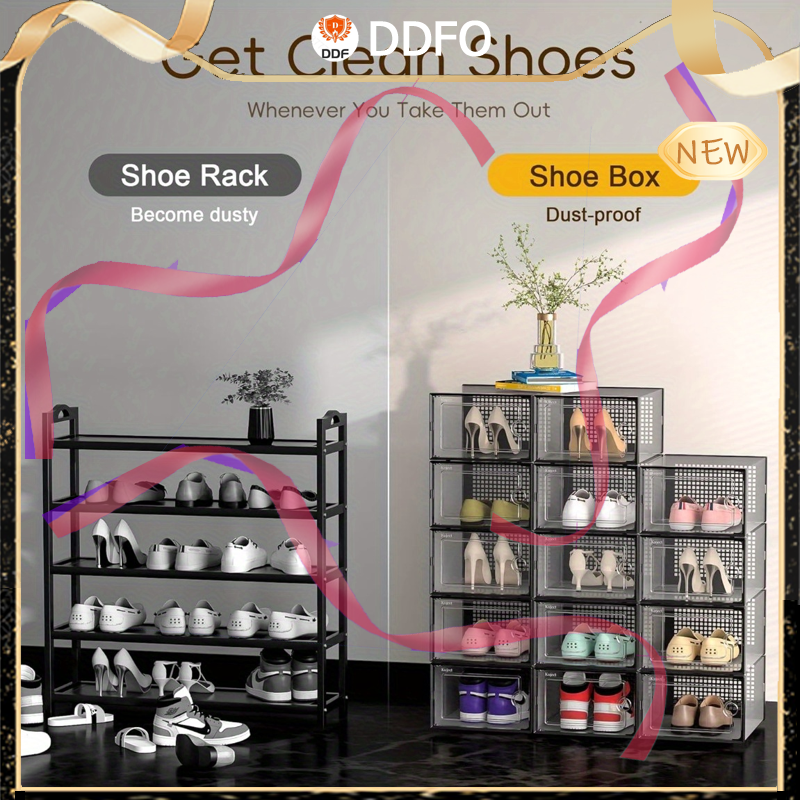 DDF DDFO
Get Clean Shoes
Whenever You Take Them Out
NEW
Shoe Rack
Shoe Box
Become dusty
Dust-proof